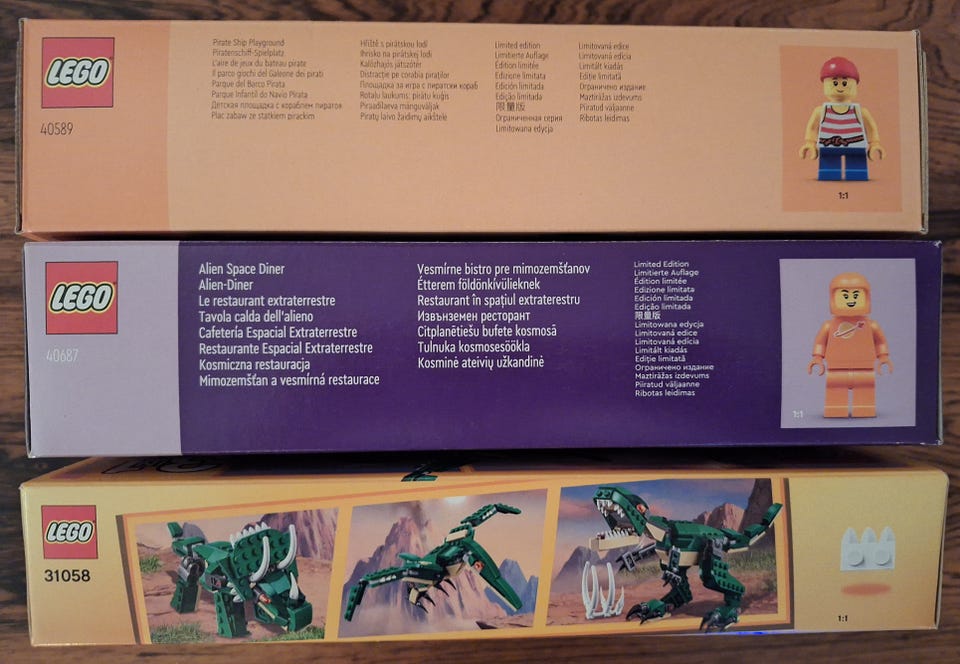 LEGO
40589
Pirate Ship Playground
Piratenschiff-Spielplatz
L'aire de jeu du bateau pirate
Il parco giochi del Galeone dei pirati
Parque del Barco Pirata
Parque Infantil do Navio Pirata
Детская площадка с кораблем пиратов
Plac zabaw ze statkiem pirackim
Hřiště s pirátskou lodí
Ihrisko na pirátskej lodi
Kalózhajós játszótér
Distracție pe corabia piraților
Площадка за игра с пиратски кораб
Rotaļu laukums: pirātu kuģis
Piraadilaeva mänguväljak
Piratų laivo žaidimų aikštelė
Limited edition
Limitierte Auflage
Édition limitée
Edizione limitata
Edición limitada
Edição limitada
限量版
Ограниченная серия
Limitowana edycja
Limitovaná edice
Limitovaná edícia
Limitált kiadás
Ediție limitată
Ограничено издание
Maztirāžas izdevums
Piiratud väljaanne
Ribotas leidimas
1:1
LEGO
40687
Alien Space Diner
Alien-Diner
Le restaurant extraterrestre
Tavola calda dell'alieno
Cafetería Espacial Extraterrestre
Restaurante Espacial Extraterrestre
Kosmiczna restauracja
Mimozemšťan a vesmírná restaurace
Vesmírne bistro pre mimozemšťanov
Étterem földönkívülieknek
Restaurant în spațiul extraterestru
Извънземен ресторант
Citplanētiešu bufete kosmosā
Tulnuka kosmosesöökla
Kosminė ateivių užkandinė
Limited Edition
Limitierte Auflage
Édition limitée
Edizione limitada
Edición limitada
Edição limitada
限量版
Limitowana edycja
Limitovaná edice
Limitovaná edícia
Limitált kiadás
Ediție limitată
Ограничено издание
Maztirāžas izdevums
Piiratud väljaanne
Ribotas leidimas
1:1
LEGO
31058
1:1